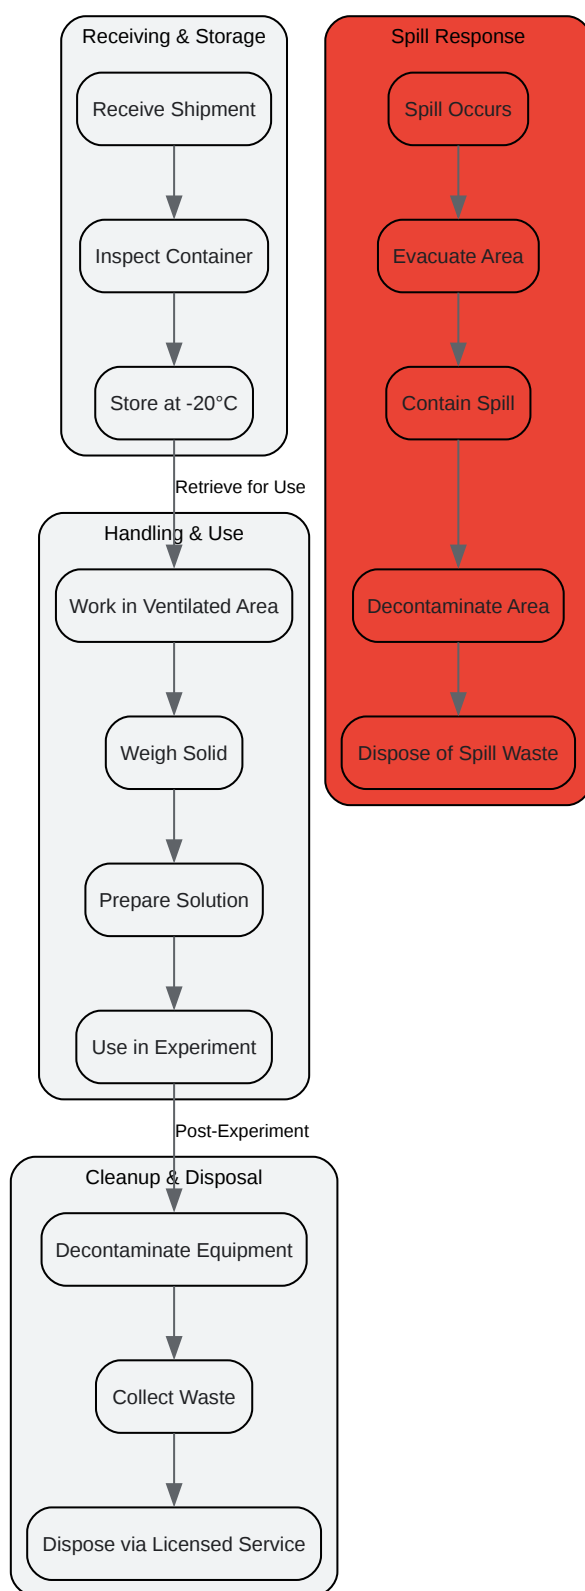 Receiving & Storage
Receive Shipment
Inspect Container
Store at -20°C
Retrieve for Use
Handling & Use
Work in Ventilated Area
Weigh Solid
Prepare Solution
Use in Experiment
Post-Experiment
Cleanup & Disposal
Decontaminate Equipment
Collect Waste
Dispose via Licensed Service
Spill Response
Spill Occurs
Evacuate Area
Contain Spill
Decontaminate Area
Dispose of Spill Waste